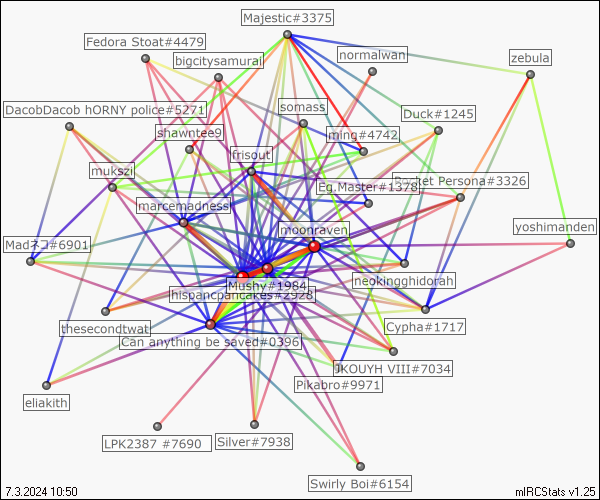 Majestic#3375
Fedora Stoat#4479
normalwan
bigcitysamurai
zebula
DacobDacob hORNY police#5271
somass
Duck#1245
shawntee9
ming#4742
frisout
mukszil
Eg.Master#1378
Pocket Persona#3326
marcemadness
moonraven
yoshimanden
Madネコ#6901
neokingghidorah
Mushy#1984
hispancpancakes#2928
thesecondtwat
Cypha#1717
Can anything be saved#0396
JKOUYH VIII#7034
Pikabro#9971
eliakith
LPK2387 #7690
Silver#7938
Swirly Boi#6154
7.3.2024 10:50
mIRCStats v1.25